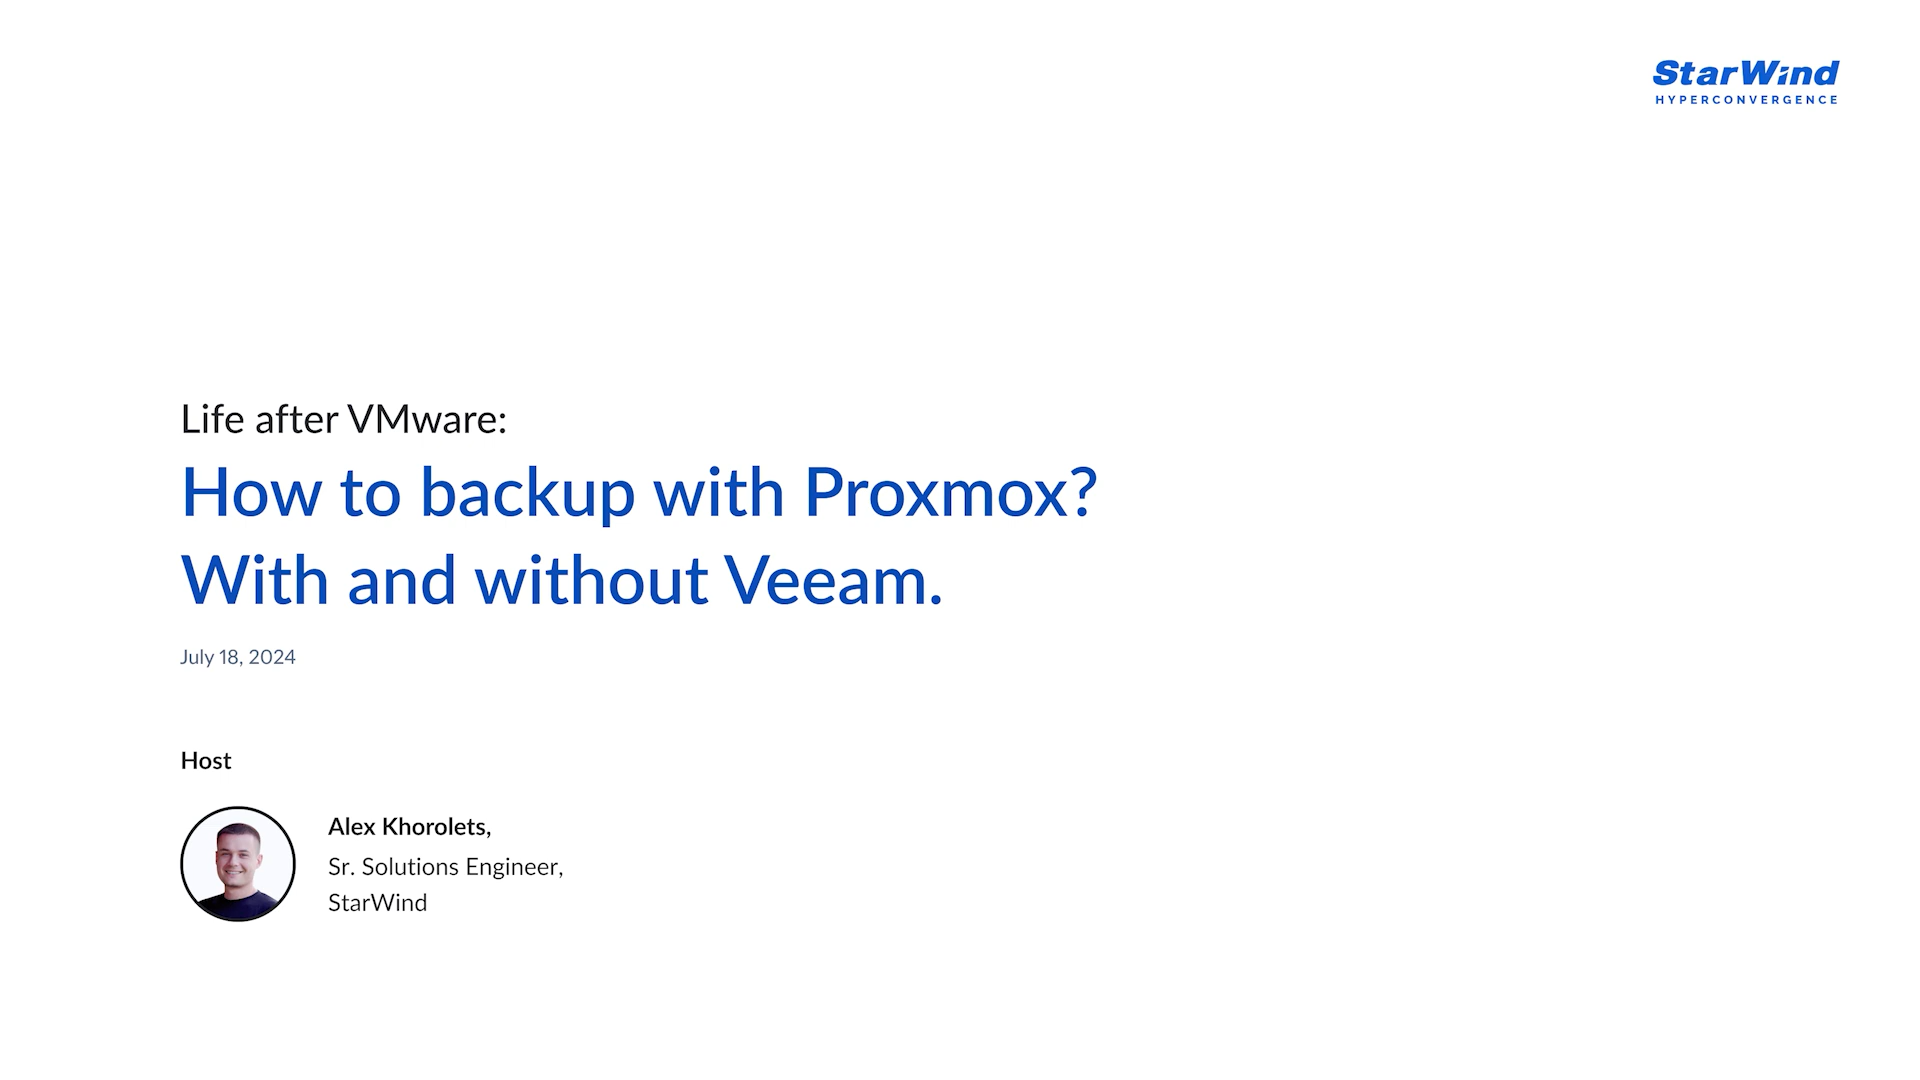 StarWind
HYPERCONVERGENCE
Life after VMware:
How to backup with Proxmox?
With and without Veeam.
July 18, 2024
Host
Alex Khorolets,
Sr. Solutions Engineer,
StarWind